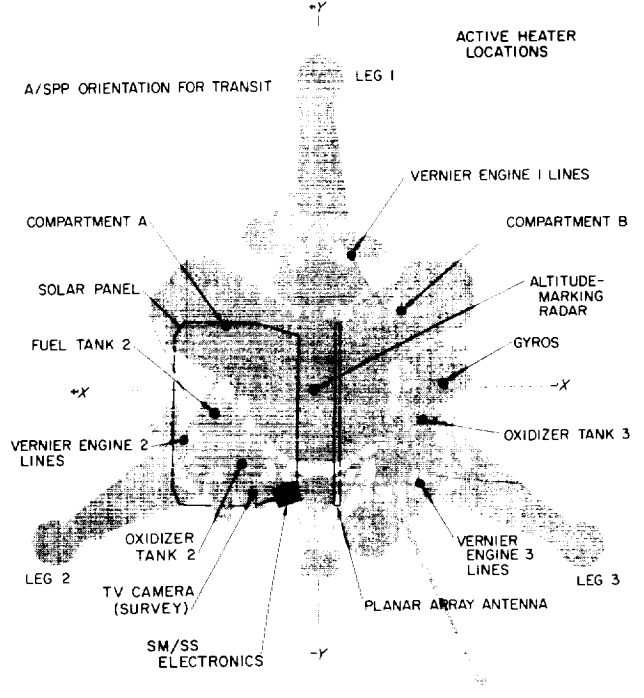 +Y
ACTIVE HEATER
LOCATIONS
A/SPP ORIENTATION FOR TRANSIT
LEG 1
VERNIER ENGINE 1 LINES
COMPARTMENT A
COMPARTMENT B
SOLAR PANEL
ALTITUDE-
MARKING
RADAR
FUEL TANK 2
GYROS
+X
-X
VERNIER ENGINE 2
LINES
OXIDIZER TANK 3
OXIDIZER
TANK 2
VERNIER
ENGINE 3
LINES
LEG 2
LEG 3
TV CAMERA
(SURVEY)
PLANAR ARRAY ANTENNA
SM/SS
ELECTRONICS
-Y